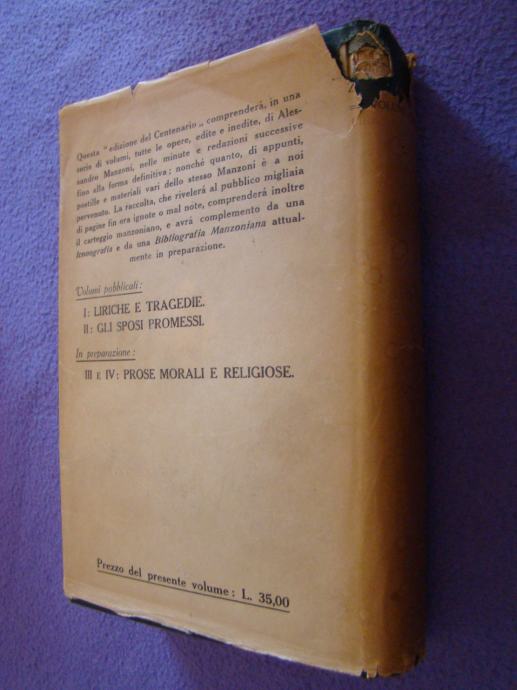 Questa "edizione del Centenario„ comprenderà, in una
serie di volumi, tutte le opere, edite e inedite, di Ales-
sandro Manzoni, nelle minute e redazioni successive
fino alla forma definitiva; nonché quanto, di appunti,
postille e materiali vari dello stesso Manzoni è a noi
pervenuto. La raccolta, che rivelerà al pubblico migliaia
di pagine fin ora ignote o mal note, comprenderà inoltre
il carteggio manzoniano, e avrà complemento da una
Iconografia e da una Bibliografia Manzoniana attual-
mente in preparazione.
Volumi pubblicati:
I: LIRICHE E TRAGEDIE.
II: GLI SPOSI PROMESSI.
In preparazione:
III E IV: PROSE MORALI E RELIGIOSE.
Prezzo del presente volume: L. 35,00